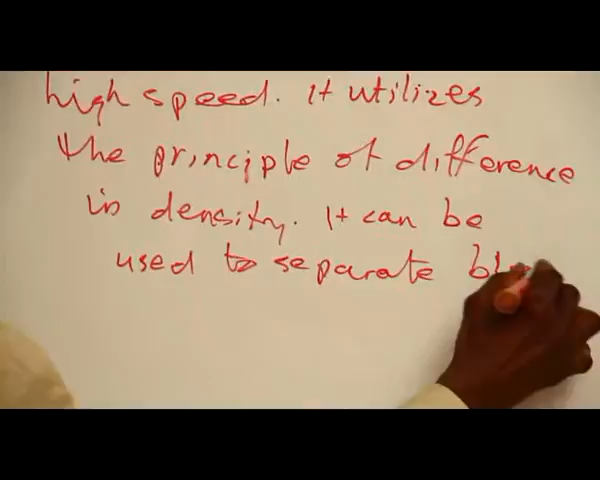 high speed. It utilizes
the principle of difference
in density. It can be
used to separate